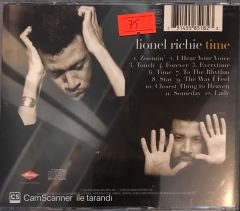 75
lionel richie time
1. Zoomin' 2. I Hear Your Voice
3. Touch 4. Forever 5. Everytime
6. Time 7. To The Rhythm
8. Stay 9. The Way I Feel
10. Closest Thing to Heaven
11. Someday 12. Lady
CS CamScanner ile tarandı